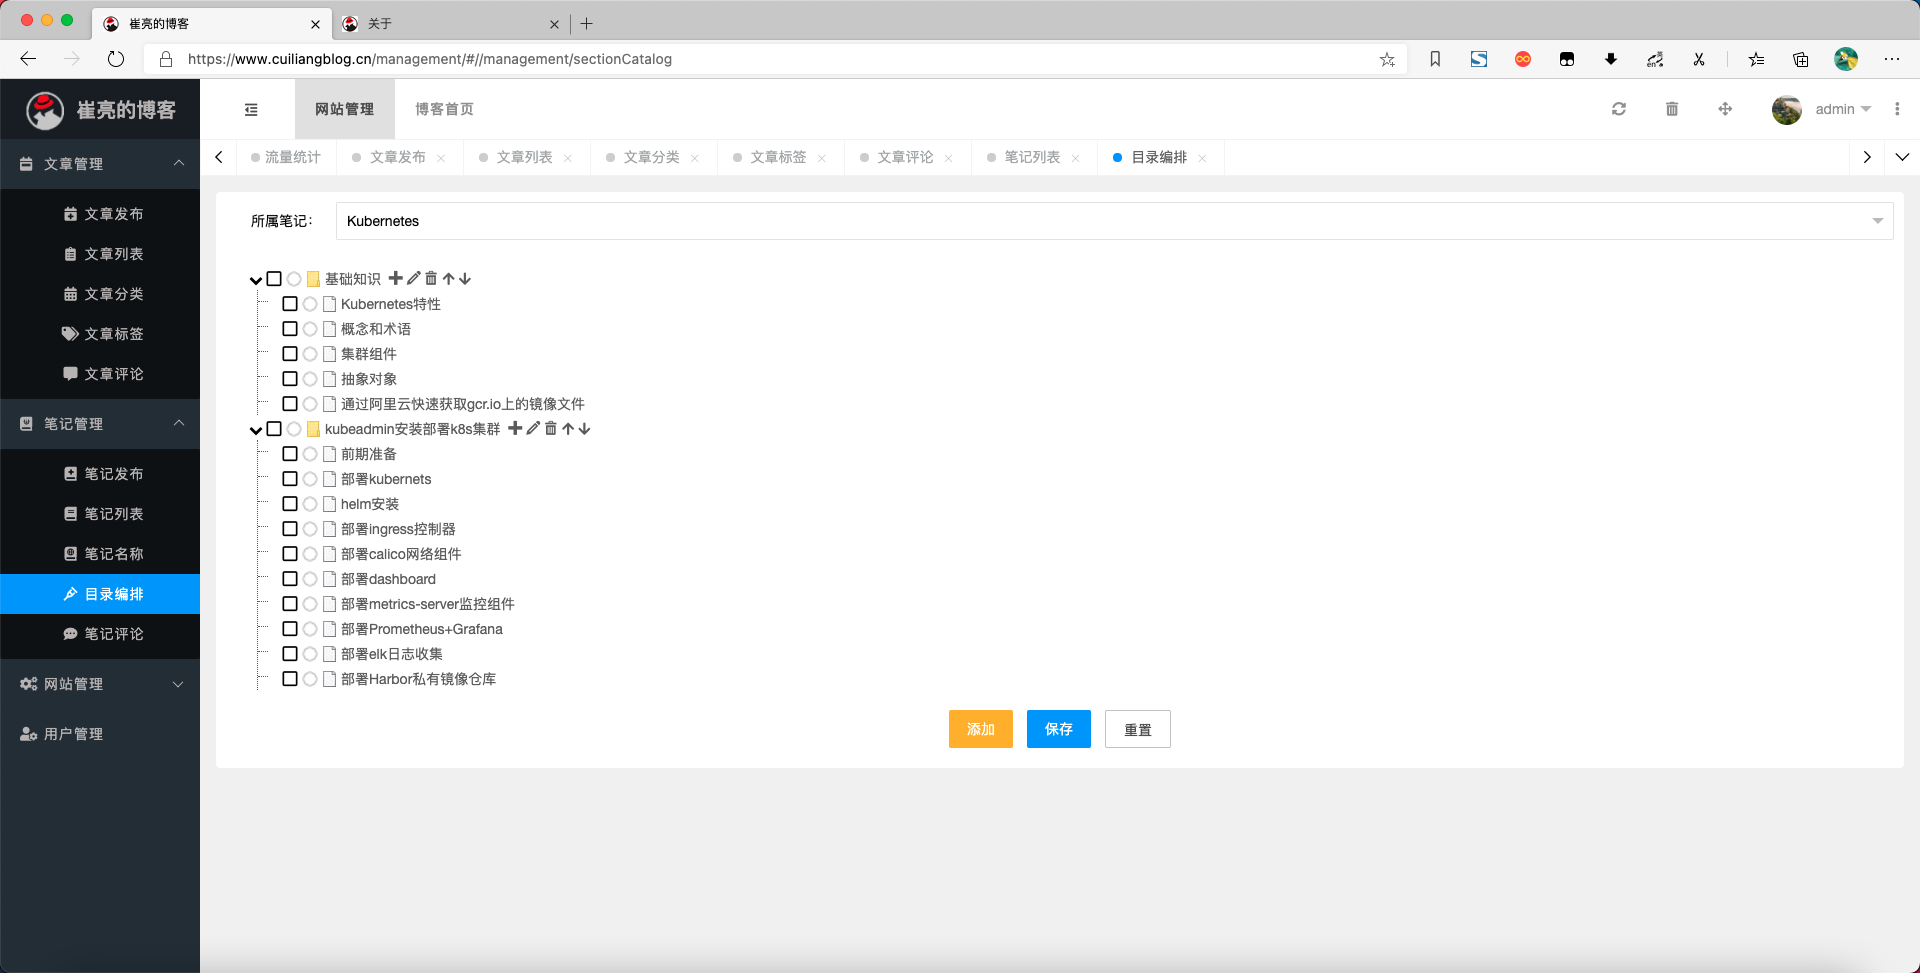 崔亮的博客
关于
https://www.cuiliangblog.cn/management/#//management/sectionCatalog
崔亮的博客
网站管理
博客首页
admin
文章管理
流量统计
文章发布
文章列表
文章分类
文章标签
文章评论
笔记列表
目录编排
文章发布
文章列表
文章分类
文章标签
文章评论
笔记管理
笔记发布
笔记列表
笔记名称
目录编排
笔记评论
网站管理
用户管理
所属笔记：
Kubernetes
基础知识
Kubernetes特性
概念和术语
集群组件
抽象对象
通过阿里云快速获取gcr.io上的镜像文件
kubeadmin安装部署k8s集群
前期准备
部署kubernets
helm安装
部署ingress控制器
部署calico网络组件
部署dashboard
部署metrics-server监控组件
部署Prometheus+Grafana
部署elk日志收集
部署Harbor私有镜像仓库
添加
保存
重置